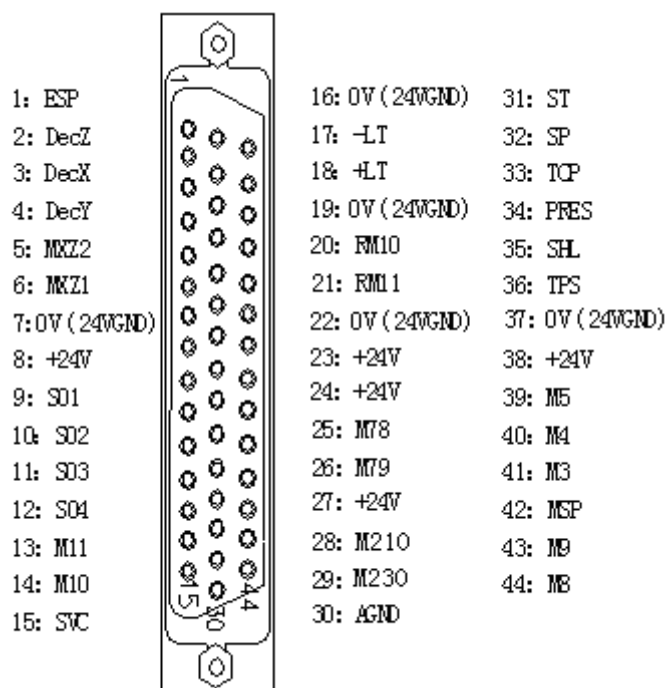 1: ESP
2: DecZ
3: DecX
4: DecY
5: MXZ2
6: MXZ1
7:0V(24VGND)
8: +24V
9: S01
10: S02
11: S03
12: S04
13: M11
14: M10
15: SVC
1
15
30
44
16: 0V(24VGND)
17: -LT
18: +LT
19: 0V(24VGND)
20: RM10
21: RM11
22: 0V(24VGND)
23: +24V
24: +24V
25: M78
26: M79
27: +24V
28: M21O
29: M23O
30: AGND
31: ST
32: SP
33: TCP
34: PRES
35: SHL
36: TPS
37: 0V(24VGND)
38: +24V
39: M5
40: M4
41: M3
42: MSP
43: M9
44: M8